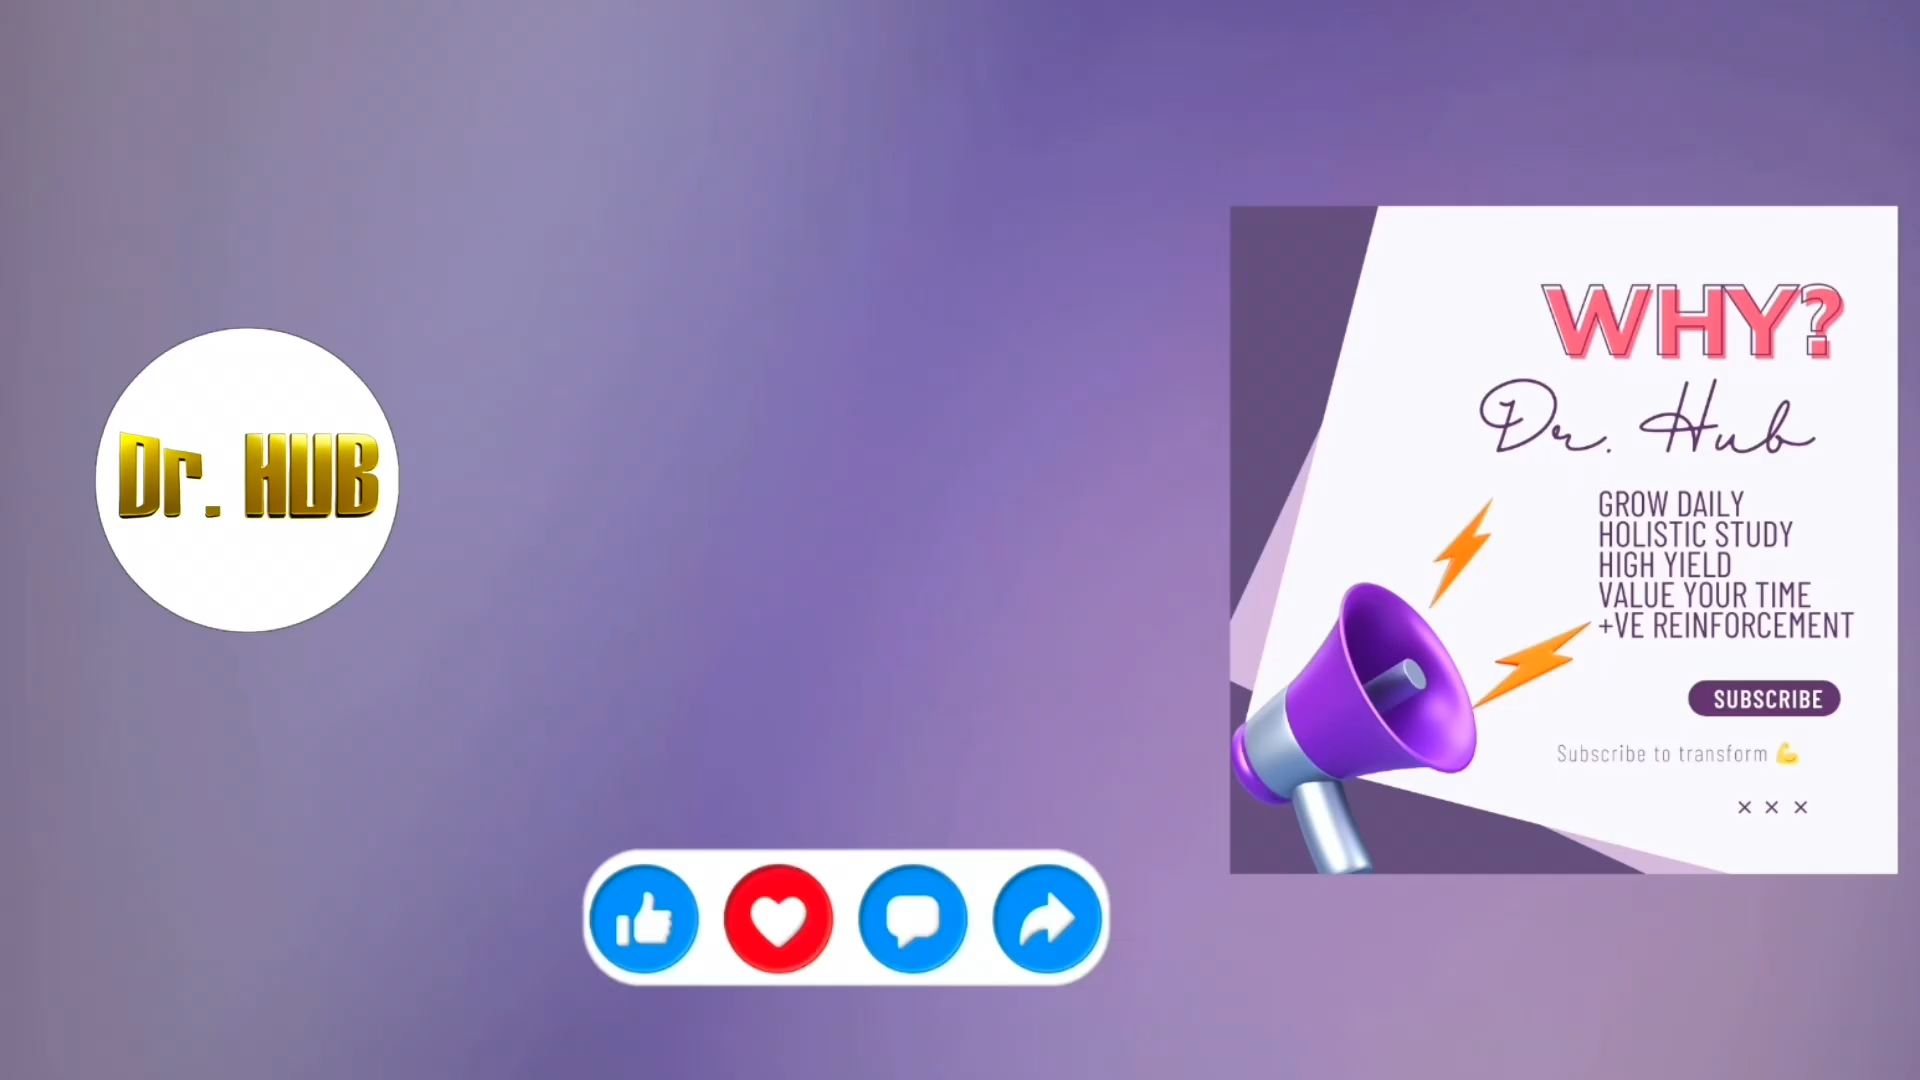 Dr. HUB
WHY?
Dr. Hub
GROW DAILY
HOLISTIC STUDY
HIGH YIELD
VALUE YOUR TIME
+VE REINFORCEMENT
SUBSCRIBE
Subscribe to transform 💪
× × ×